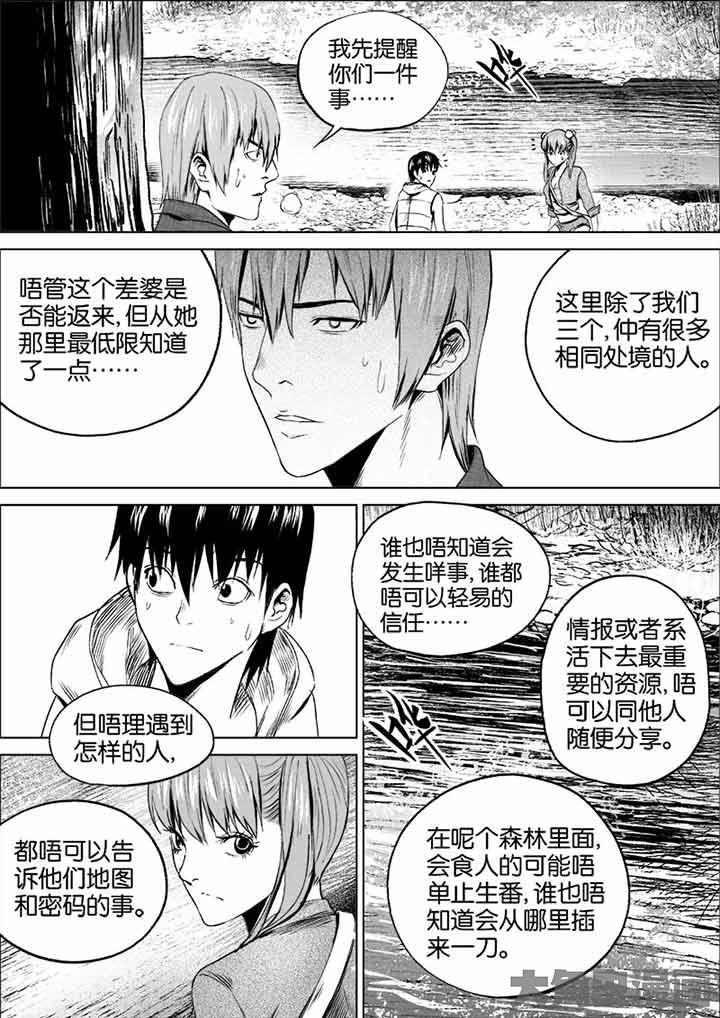 我先提醒
你们一件
事……
哗
这里除了我们
三个,仲有很多
相同处境的人。
唔管这个差婆是
否能返来,但从她
那里最低限知道
了一点……
但唔理遇到
怎样的人,
都唔可以告
诉他们地图
和密码的事。
谁也唔知道会
发生咩事,谁都
唔可以轻易的
信任……
情报或者系
活下去最重
要的资源,唔
可以同他人
随便分享。
哗
在呢个森林里面,
会食人的可能唔
单止生番,谁也唔
知道会从哪里插
来一刀。